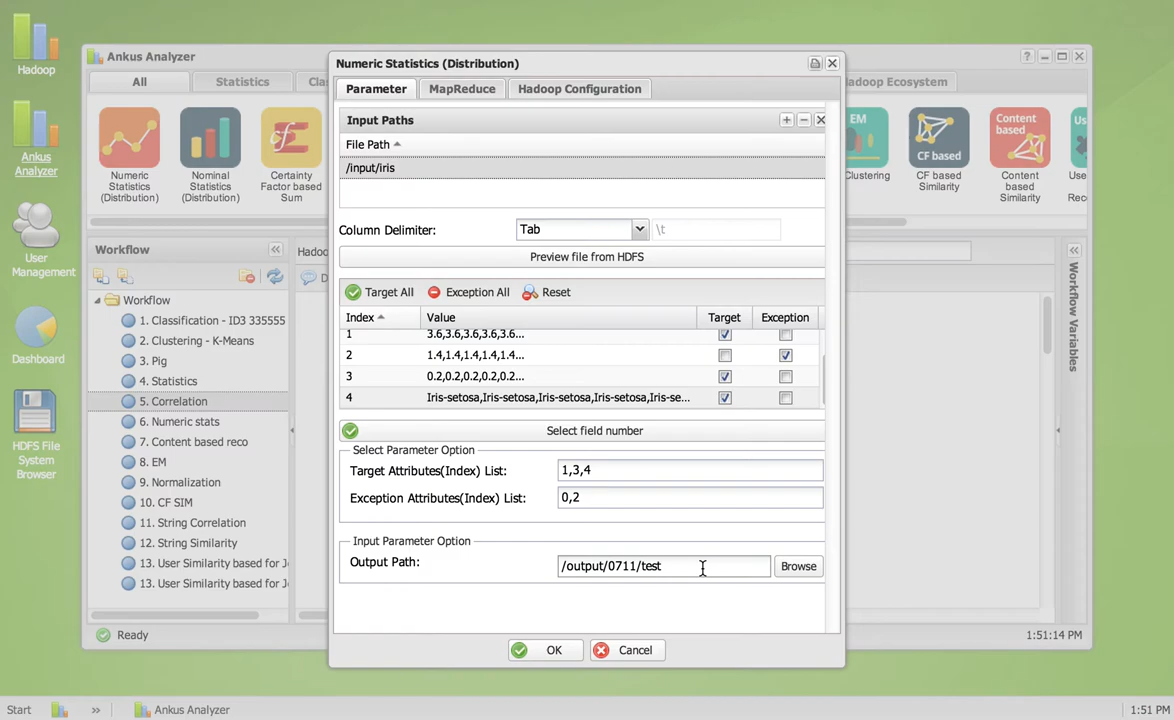 Hadoop
Ankus
Analyzer
User
Management
Dashboard
HDFS File
System
Browser
Ankus Analyzer
?
All
Statistics
Hadoop Ecosystem
Numeric
Statistics
(Distribution)
Nominal
Statistics
(Distribution)
Certainty
Factor based
Sum
EM
Clustering
CF based
CF based
Similarity
Content
based
Content
based
Similarity
Workflow
Workflow
1. Classification - ID3 335555
2. Clustering - K-Means
3. Pig
4. Statistics
5. Correlation
6. Numeric stats
7. Content based reco
8. EM
9. Normalization
10. CF SIM
11. String Correlation
12. String Similarity
13. User Similarity based for J
13. User Similarity based for J
Ready
Workflow Variables
1:51:14 PM
Numeric Statistics (Distribution)
Parameter
MapReduce
Hadoop Configuration
Input Paths
File Path
/input/iris
Column Delimiter:
Tab
\t
Preview file from HDFS
Target All
Exception All
Reset
Index
Value
Target
Exception
1 3.6,3.6,3.6,3.6,3.6...
2 1.4,1.4,1.4,1.4,1.4...
3 0.2,0.2,0.2,0.2,0.2...
4 Iris-setosa,Iris-setosa,Iris-setosa,Iris-setosa,Iris-se...
Select field number
Select Parameter Option
Target Attributes(Index) List: 1,3,4
Exception Attributes(Index) List: 0,2
Input Parameter Option
Output Path: /output/0711/test
Browse
OK
Cancel
Start
»
Ankus Analyzer
1:51 PM